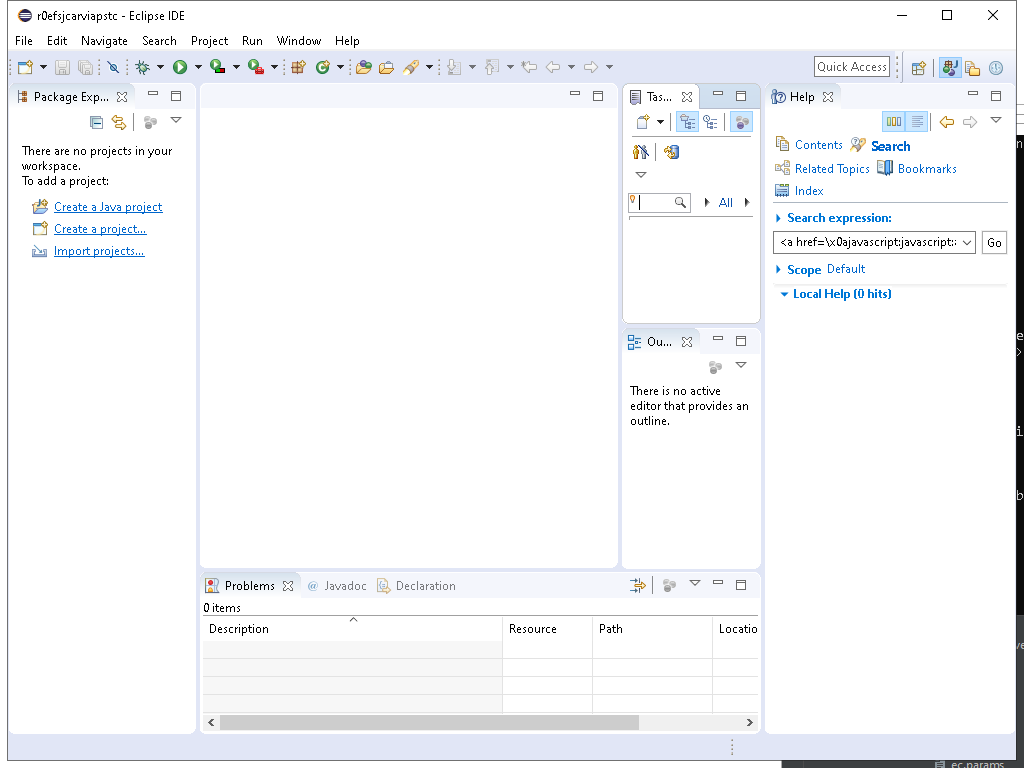 r0efsjcarviapstc - Eclipse IDE
File Edit Navigate Search Project Run Window Help
Quick Access
Package Exp...
Tas...
Help
There are no projects in your
workspace.
To add a project:
Create a Java project
Create a project...
Import projects...
All
Contents
Search
Related Topics
Bookmarks
Index
Search expression:
<a href=\x0ajavascript:javascript:
Go
Scope Default
Local Help (0 hits)
Ou...
There is no active
editor that provides an
outline.
Problems
@ Javadoc
Declaration
0 items
Description Resource Path Locatio
ec.params